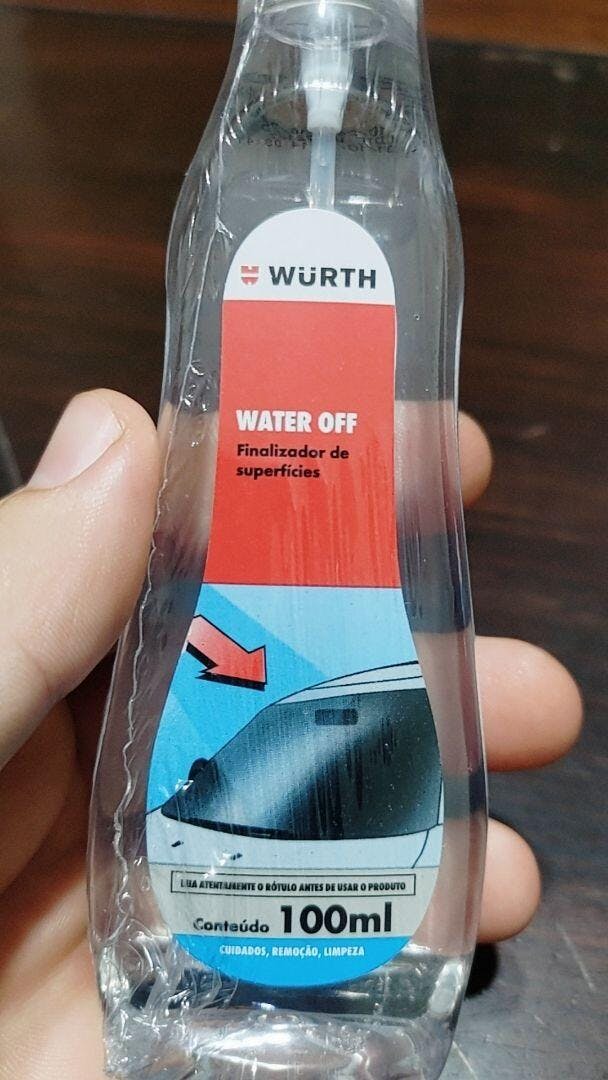 WÜRTH
WATER OFF
Finalizador de
superfícies
LEIA ATENTAMENTE O RÓTULO ANTES DE USAR O PRODUTO
Conteúdo 100ml
CUIDADOS, REMOÇÃO, LIMPEZA